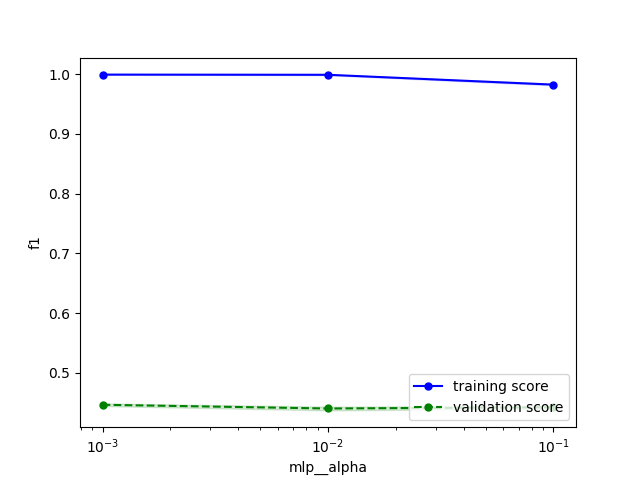 1.0
0.9
0.8
0.7
0.6
0.5
f1
training score
validation score
10⁻³
10⁻²
10⁻¹
mlp__alpha